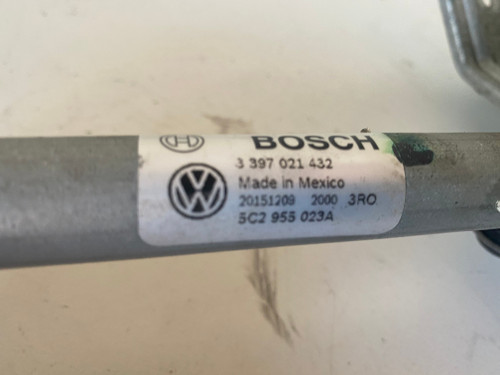 BOSCH
3 397 021 432
Made in Mexico
20151209 2000 3RO
5C2 955 023A